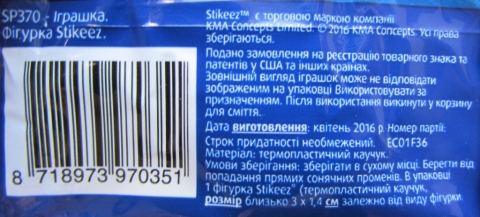 SP370 - Іграшка.
Фігурка Stikeez.
8 718973 970351
Stikeez™ є торговою маркою компанії
KMA Concepts Limited. © 2016 KMA Concepts. Усі права
зберігаються.
Подано замовлення на реєстрацію товарного знака та
патентів у США та інших країнах.
Зовнішній вигляд іграшок може не відповідати
зображеним на упаковці Використовувати за
призначенням. Після використання викинути у корзину
для сміття.
Дата виготовлення: квітень 2016 р. Номер партії:
Строк придатності необмежений. EC01F36
Матеріал: термопластичний каучук.
Умови зберігання: зберігати в сухому місці. Берегти від
попадання прямих сонячних променів. В упаковці
1 фігурка Stikeez (термопластичний каучук,
розмір близько 3 x 1,4 см залежно від виду фігурки